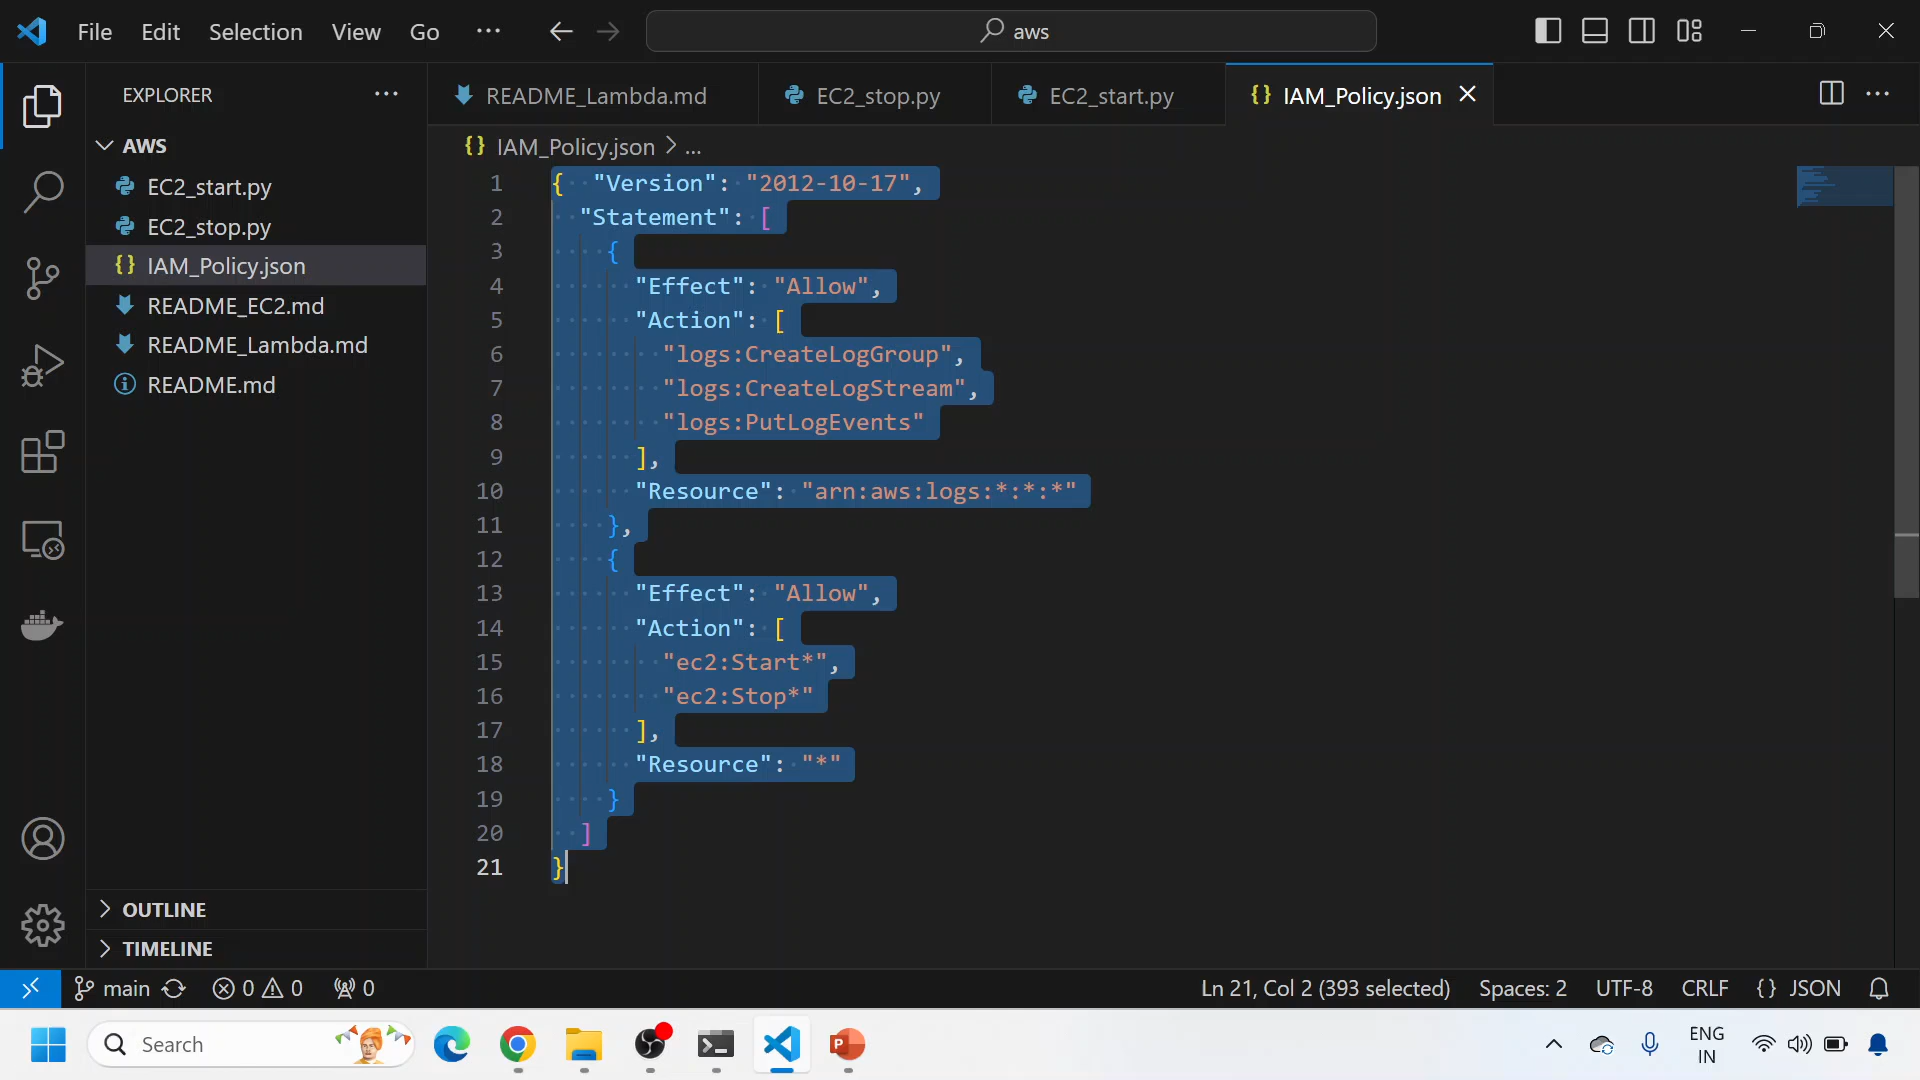 File Edit Selection View Go ··· aws
EXPLORER ···
AWS
EC2_start.py
EC2_stop.py
IAM_Policy.json
README_EC2.md
README_Lambda.md
README.md
OUTLINE
TIMELINE
README_Lambda.md EC2_stop.py EC2_start.py IAM_Policy.json
IAM_Policy.json > ...
1 { "Version": "2012-10-17",
2 "Statement": [
3 {
4 "Effect": "Allow",
5 "Action": [
6 "logs:CreateLogGroup",
7 "logs:CreateLogStream",
8 "logs:PutLogEvents"
9 ],
10 "Resource": "arn:aws:logs:*:*:*"
11 },
12 {
13 "Effect": "Allow",
14 "Action": [
15 "ec2:Start*",
16 "ec2:Stop*"
17 ],
18 "Resource": "*"
19 }
20 ]
21 }
main 0 0 0 Ln 21, Col 2 (393 selected) Spaces: 2 UTF-8 CRLF {} JSON
Search ENG
IN